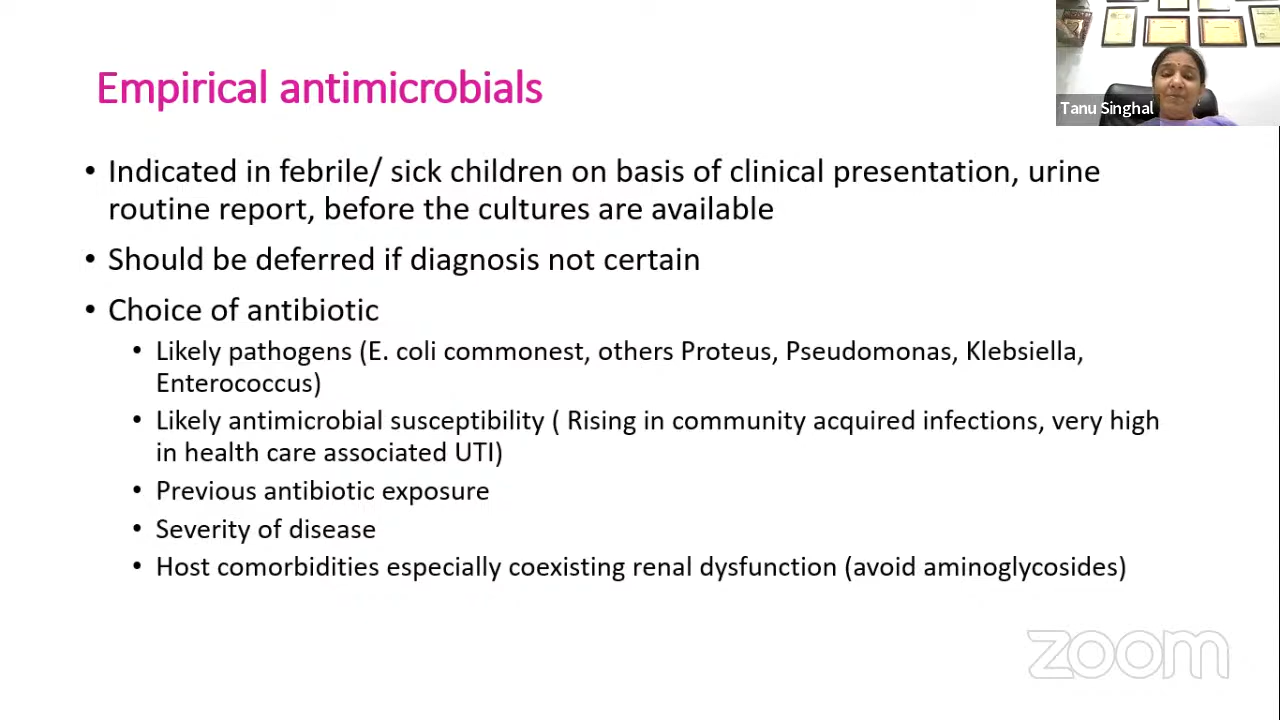 Empirical antimicrobials
Tanu Singhal
• Indicated in febrile/ sick children on basis of clinical presentation, urine
routine report, before the cultures are available
• Should be deferred if diagnosis not certain
• Choice of antibiotic
• Likely pathogens (E. coli commonest, others Proteus, Pseudomonas, Klebsiella,
Enterococcus)
• Likely antimicrobial susceptibility ( Rising in community acquired infections, very high
in health care associated UTI)
• Previous antibiotic exposure
• Severity of disease
• Host comorbidities especially coexisting renal dysfunction (avoid aminoglycosides)
zoom